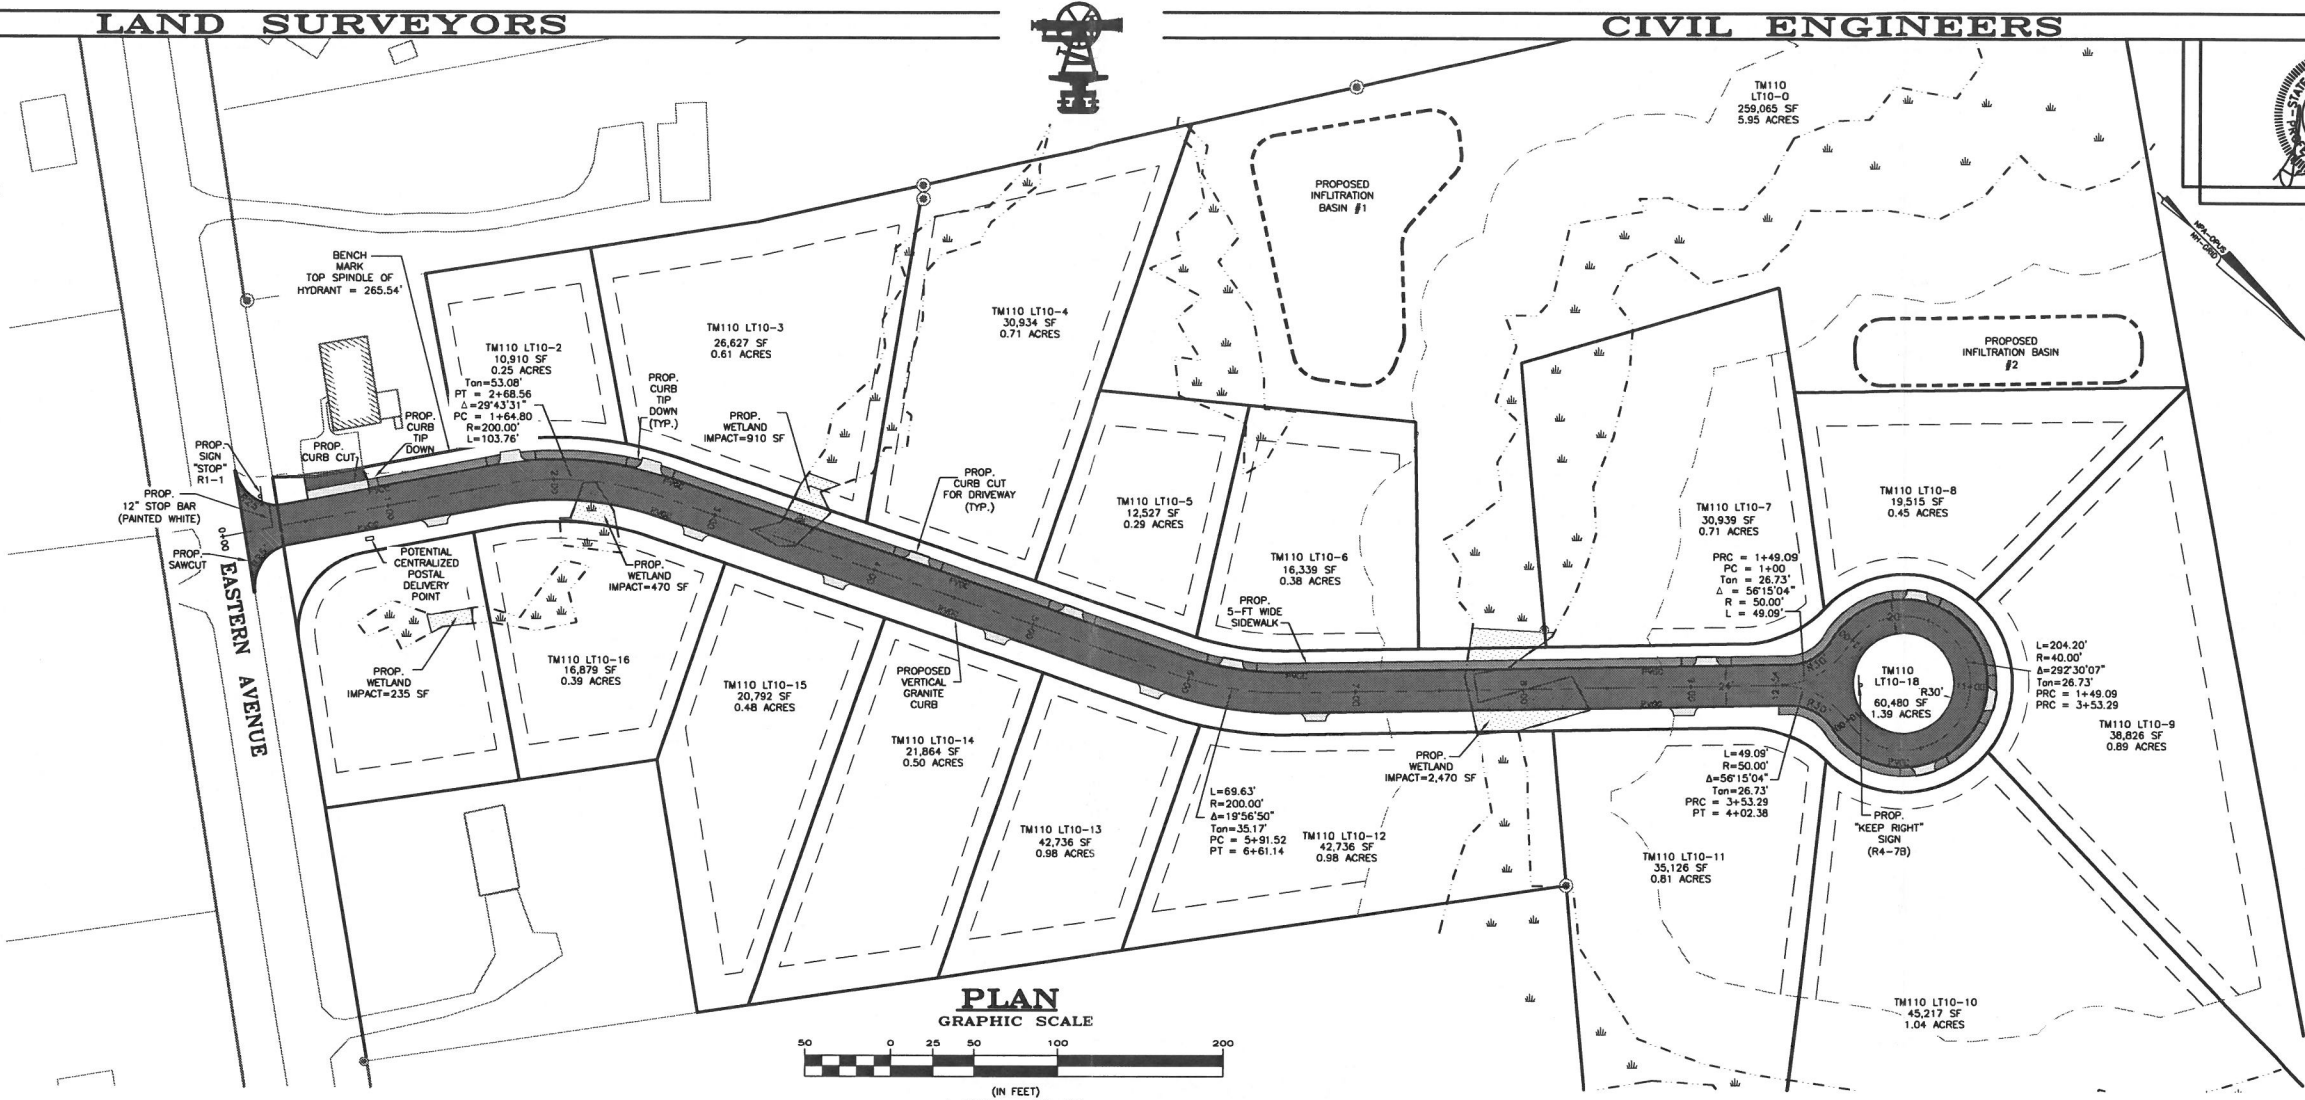 LAND SURVEYORS
CIVIL ENGINEERS
TM110
LT10-0
259,065 SF
5.95 ACRES
PROPOSED
INFLITRATION
BASIN #1
NPA-OPUS
NH-GRID
BENCH
MARK
TOP SPINDLE OF
HYDRANT = 265.54'
TM110 LT10-2
10,910 SF
0.25 ACRES
Tan=53.08'
PT = 2+68.56
Δ=29°43'31"
PC = 1+64.80
R=200.00'
L=103.76'
TM110 LT10-3
26,627 SF
0.61 ACRES
TM110 LT10-4
30,934 SF
0.71 ACRES
PROPOSED
INFILTRATION BASIN
#2
PROP.
CURB
TIP
DOWN
(TYP.)
PROP.
WETLAND
IMPACT=910 SF
PROP.
CURB
TIP
DOWN
PROP.
CURB CUT
PROP.
SIGN
"STOP"
R1-1
PROP.
12" STOP BAR
(PAINTED WHITE)
PROP.
SAWCUT
0+00
EASTERN AVENUE
PROP.
CURB CUT
FOR DRIVEWAY
(TYP.)
TM110 LT10-5
12,527 SF
0.29 ACRES
TM110 LT10-6
16,339 SF
0.38 ACRES
PROP.
5-FT WIDE
SIDEWALK
TM110 LT10-7
30,939 SF
0.71 ACRES
PRC = 1+49.09
PC = 1+00
Tan = 26.73'
Δ = 56°15'04"
R = 50.00'
L = 49.09'
TM110 LT10-8
19,515 SF
0.45 ACRES
POTENTIAL
CENTRALIZED
POSTAL
DELIVERY
POINT
PROP.
WETLAND
IMPACT=470 SF
PROP.
WETLAND
IMPACT=235 SF
TM110 LT10-16
16,879 SF
0.39 ACRES
TM110 LT10-15
20,792 SF
0.48 ACRES
PROPOSED
VERTICAL
GRANITE
CURB
TM110 LT10-14
21,864 SF
0.50 ACRES
TM110 LT10-13
42,736 SF
0.98 ACRES
L=69.63'
R=200.00'
Δ=19°56'50"
Tan=35.17'
PC = 5+91.52
PT = 6+61.14
TM110 LT10-12
42,736 SF
0.98 ACRES
PROP.
WETLAND
IMPACT=2,470 SF
L=49.09'
R=50.00'
Δ=56°15'04"
Tan=26.73'
PRC = 3+53.29
PT = 4+02.38
TM110 LT10-11
35,126 SF
0.81 ACRES
TM110
LT10-18
R30'
60,480 SF
1.39 ACRES
L=204.20'
R=40.00'
Δ=292°30'07"
Tan=26.73'
PRC = 1+49.09
PRC = 3+53.29
TM110 LT10-9
38,826 SF
0.89 ACRES
PROP.
"KEEP RIGHT"
SIGN
(R4-7B)
TM110 LT10-10
45,217 SF
1.04 ACRES
PLAN
GRAPHIC SCALE
50 0 25 50 100 200
(IN FEET)